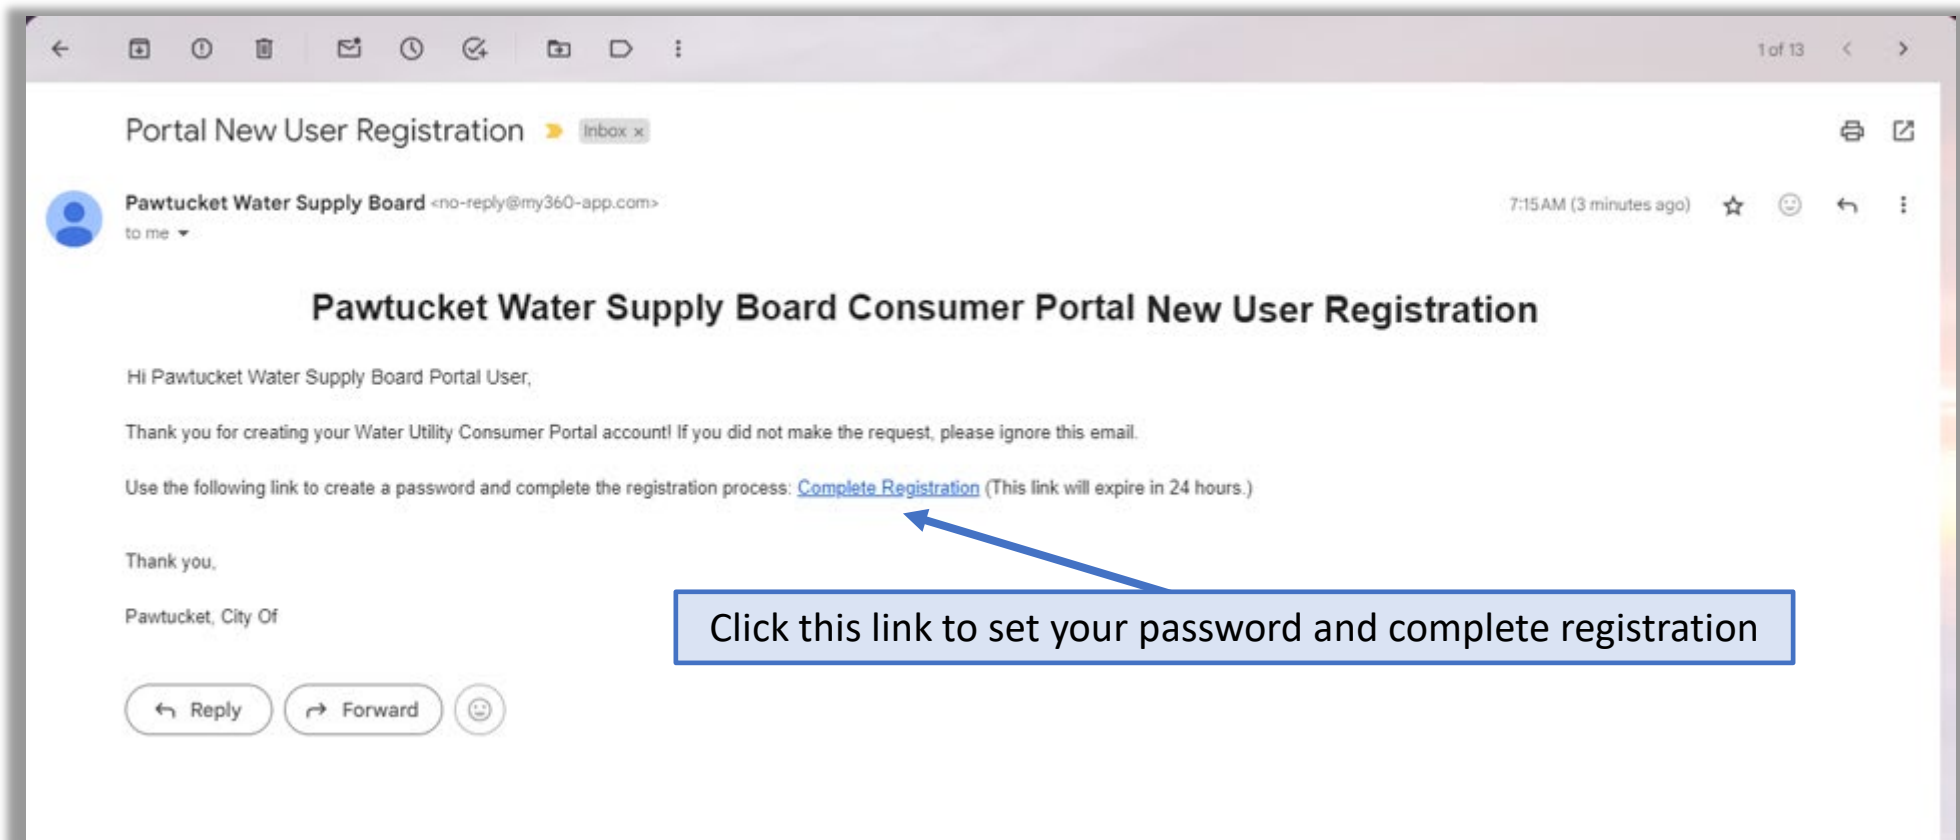 1 of 13
Portal New User Registration Inbox x
Pawtucket Water Supply Board <no-reply@my360-app.com> 7:15 AM (3 minutes ago)
to me
Pawtucket Water Supply Board Consumer Portal New User Registration
Hi Pawtucket Water Supply Board Portal User,
Thank you for creating your Water Utility Consumer Portal account! If you did not make the request, please ignore this email.
Use the following link to create a password and complete the registration process: Complete Registration (This link will expire in 24 hours.)
Thank you,
Pawtucket, City Of
Click this link to set your password and complete registration
Reply Forward